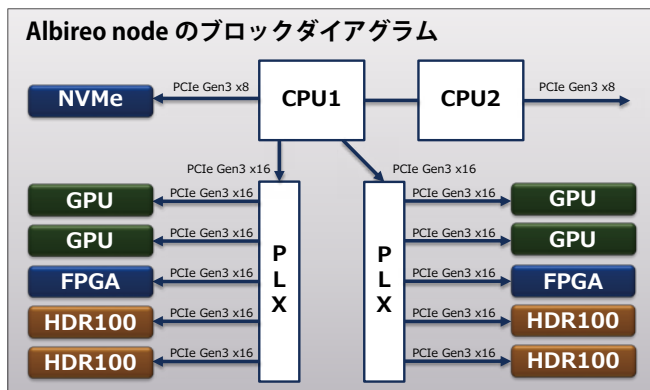 Albireo node のブロックダイアグラム
NVMe
PCIe Gen3 x8
CPU1
CPU2
PCIe Gen3 x8
PCIe Gen3 x16
PCIe Gen3 x16
GPU
PCIe Gen3 x16
PCIe Gen3 x16
GPU
GPU
PCIe Gen3 x16
P
L
X
P
L
X
PCIe Gen3 x16
GPU
FPGA
PCIe Gen3 x16
PCIe Gen3 x16
FPGA
HDR100
PCIe Gen3 x16
PCIe Gen3 x16
HDR100
HDR100
PCIe Gen3 x16
PCIe Gen3 x16
HDR100